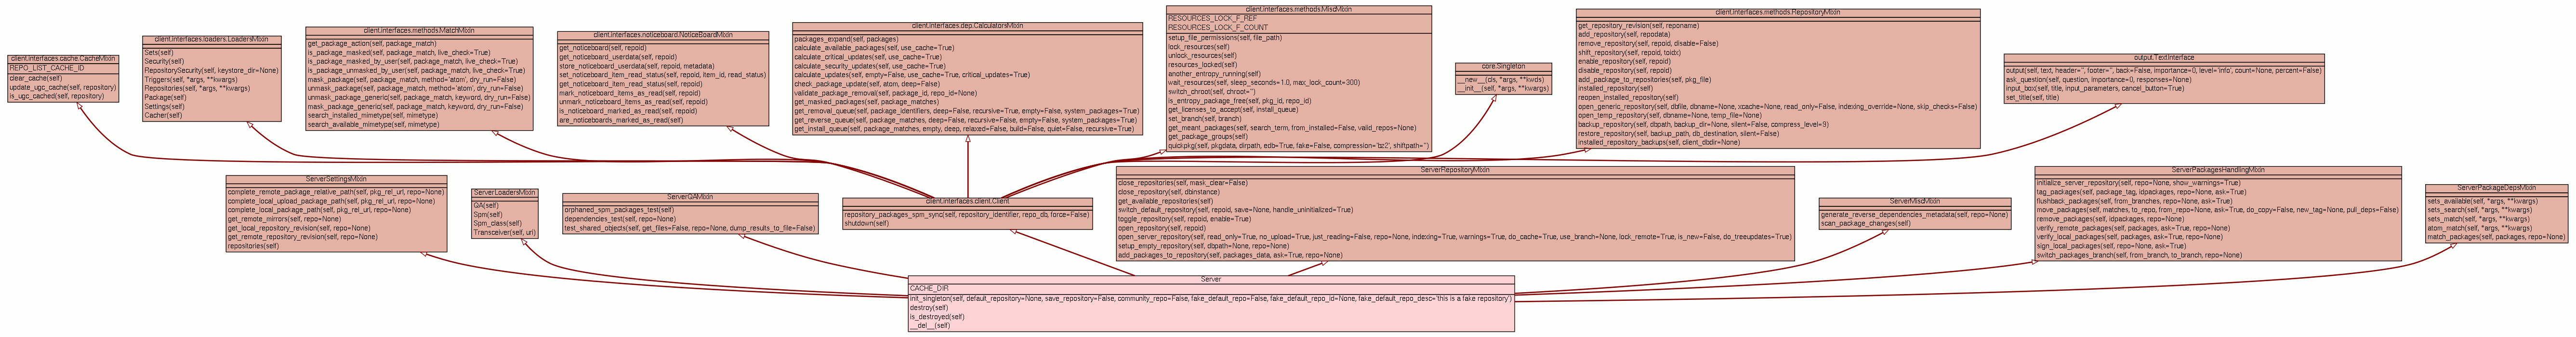 client.interfaces.cache.CacheMixin
REPO_LIST_CACHE_ID
clear_cache(self)
update_ugc_cache(self, repository)
is_ugc_cached(self, repository)
client.interfaces.loaders.LoadersMixin
Sets(self)
Security(self)
RepositorySecurity(self, keystore_dir=None)
Triggers(self, *args, **kwargs)
Repositories(self, *args, **kwargs)
Package(self)
Settings(self)
Cacher(self)
client.interfaces.methods.MatchMixin
get_package_action(self, package_match)
is_package_masked(self, package_match, live_check=True)
is_package_masked_by_user(self, package_match, live_check=True)
is_package_unmasked_by_user(self, package_match, live_check=True)
mask_package(self, package_match, method='atom', dry_run=False)
unmask_package(self, package_match, method='atom', dry_run=False)
unmask_package_generic(self, package_match, keyword, dry_run=False)
mask_package_generic(self, package_match, keyword, dry_run=False)
search_installed_mimetype(self, mimetype)
search_available_mimetype(self, mimetype)
client.interfaces.noticeboard.NoticeBoardMixin
get_noticeboard(self, repoid)
get_noticeboard_userdata(self, repoid)
store_noticeboard_userdata(self, repoid, metadata)
set_noticeboard_item_read_status(self, repoid, item_id, read_status)
get_noticeboard_item_read_status(self, repoid)
mark_noticeboard_items_as_read(self, repoid)
unmark_noticeboard_items_as_read(self, repoid)
is_noticeboard_marked_as_read(self, repoid)
are_noticeboards_marked_as_read(self)
client.interfaces.dep.CalculatorsMixin
packages_expand(self, packages)
calculate_available_packages(self, use_cache=True)
calculate_critical_updates(self, use_cache=True)
calculate_security_updates(self, use_cache=True)
calculate_updates(self, empty=False, use_cache=True, critical_updates=True)
check_package_update(self, atom, deep=False)
validate_package_removal(self, package_id, repo_id=None)
get_masked_packages(self, package_matches)
get_removal_queue(self, package_identifiers, deep=False, recursive=True, empty=False, system_packages=True)
get_reverse_queue(self, package_matches, deep=False, recursive=True, empty=False, system_packages=True)
get_install_queue(self, package_matches, empty, deep, relaxed=False, build=False, quiet=False, recursive=True)
client.interfaces.methods.MiscMixin
RESOURCES_LOCK_F_REF
RESOURCES_LOCK_F_COUNT
setup_file_permissions(self, file_path)
lock_resources(self)
unlock_resources(self)
resources_locked(self)
another_entropy_running(self)
wait_resources(self, sleep_seconds=1.0, max_lock_count=300)
switch_chroot(self, chroot='')
is_entropy_package_free(self, pkg_id, repo_id)
get_licenses_to_accept(self, install_queue)
set_branch(self, branch)
get_meant_packages(self, search_term, from_installed=False, valid_repos=None)
get_package_groups(self)
quickpkg(self, pkgdata, dirpath, edb=True, fake=False, compression='bz2', shiftpath='')
core.Singleton
__new__(cls, *args, **kwds)
__init__(self, *args, **kwds)
client.interfaces.methods.RepositoryMixin
get_repository_revision(self, reponame)
add_repository(self, repodata)
remove_repository(self, repoid, disable=False)
shift_repository(self, repoid, toidx)
enable_repository(self, repoid)
disable_repository(self, repoid)
add_package_to_repositories(self, pkg_file)
installed_repository(self)
reopen_installed_repository(self)
open_generic_repository(self, dbfile, dbname=None, xcache=None, read_only=False, indexing_override=None, skip_checks=False)
open_temp_repository(self, dbname=None, temp_file=None)
backup_repository(self, dbpath, backup_dir=None, silent=False, compress_level=9)
restore_repository(self, backup_path, db_destination, silent=False)
installed_repository_backups(self, client_dbdir=None)
output.TextInterface
output(self, text, header='', footer='', back=False, importance=0, level='info', count=None, percent=False)
ask_question(self, question, importance=0, responses=None)
input_box(self, title, input_parameters, cancel_button=True)
set_title(self, title)
ServerSettingsMixin
complete_remote_package_relative_path(self, pkg_rel_url, repo=None)
complete_local_upload_package_path(self, pkg_rel_url, repo=None)
complete_local_package_path(self, pkg_rel_url, repo=None)
get_remote_mirrors(self, repo=None)
get_local_repository_revision(self, repo=None)
get_remote_repository_revision(self, repo=None)
repositories(self)
ServerLoadersMixin
QA(self)
Spm(self)
Spm_class(self)
Transceiver(self, uri)
ServerQAMixin
orphaned_spm_packages_test(self)
dependencies_test(self, repo=None)
test_shared_objects(self, get_files=False, repo=None, dump_results_to_file=False)
client.interfaces.client.Client
repository_packages_spm_sync(self, repository_identifier, repo_db, force=False)
shutdown(self)
ServerRepositoryMixin
close_repositories(self, mask_clear=False)
close_repository(self, dbinstance)
get_available_repositories(self)
switch_default_repository(self, repoid, save=None, handle_uninitialized=True)
toggle_repository(self, repoid, enable=True)
open_repository(self, repoid)
open_server_repository(self, read_only=True, no_upload=True, just_reading=False, repo=None, indexing=True, warnings=True, do_cache=True, use_branch=None, lock_remote=True, is_new=False, do_treeupdates=True)
setup_empty_repository(self, dbpath=None, repo=None)
add_packages_to_repository(self, packages_data, ask=True, repo=None)
ServerMiscMixin
generate_reverse_dependencies_metadata(self, repo=None)
scan_package_changes(self)
ServerPackagesHandlingMixin
initialize_server_repository(self, repo=None, show_warnings=True)
tag_packages(self, package_tag, idpackages, repo=None, ask=True)
flushback_packages(self, from_branches, repo=None, ask=True)
move_packages(self, matches, to_repo, from_repo=None, ask=True, do_copy=False, new_tag=None, pull_deps=False)
remove_packages(self, idpackages, repo=None)
verify_remote_packages(self, packages, ask=True, repo=None)
verify_local_packages(self, packages, ask=True, repo=None)
sign_local_packages(self, repo=None, ask=True)
switch_packages_branch(self, from_branch, to_branch, repo=None)
ServerPackageDepsMixin
sets_available(self, *args, **kwargs)
sets_search(self, *args, **kwargs)
sets_match(self, *args, **kwargs)
atom_match(self, *args, **kwargs)
match_packages(self, packages, repo=None)
Server
CACHE_DIR
init_singleton(self, default_repository=None, save_repository=False, community_repo=False, fake_default_repo=False, fake_default_repo_id=None, fake_default_repo_desc='this is a fake repository')
destroy(self)
is_destroyed(self)
__del__(self)